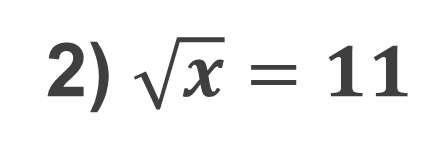 2) √x = 11